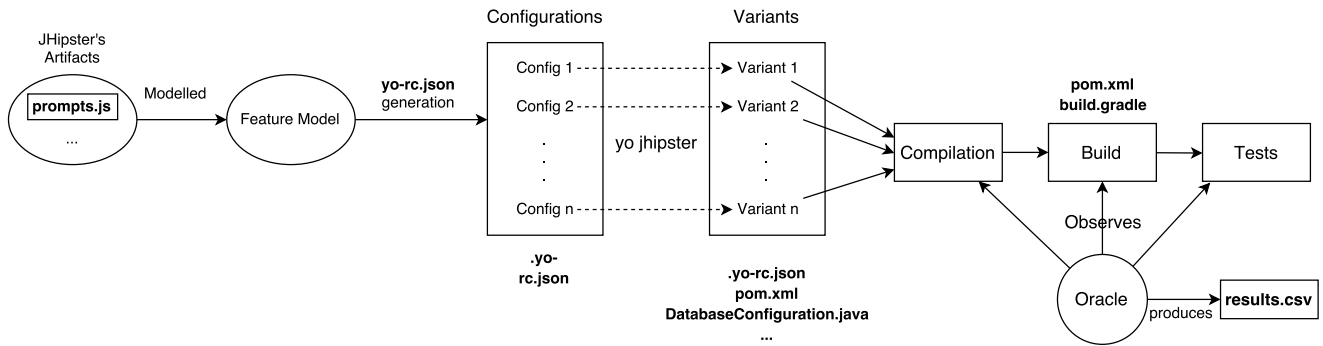 JHipster's
Artifacts
prompts.js
...
Modelled
Feature Model
yo-rc.json
generation
Configurations
Config 1
Config 2
.
.
.
Config n
.yo-
rc.json
yo jhipster
Variants
Variant 1
Variant 2
.
.
.
Variant n
.yo-rc.json
pom.xml
DatabaseConfiguration.java
...
Compilation
pom.xml
build.gradle
Build
Tests
Observes
Oracle
produces
results.csv